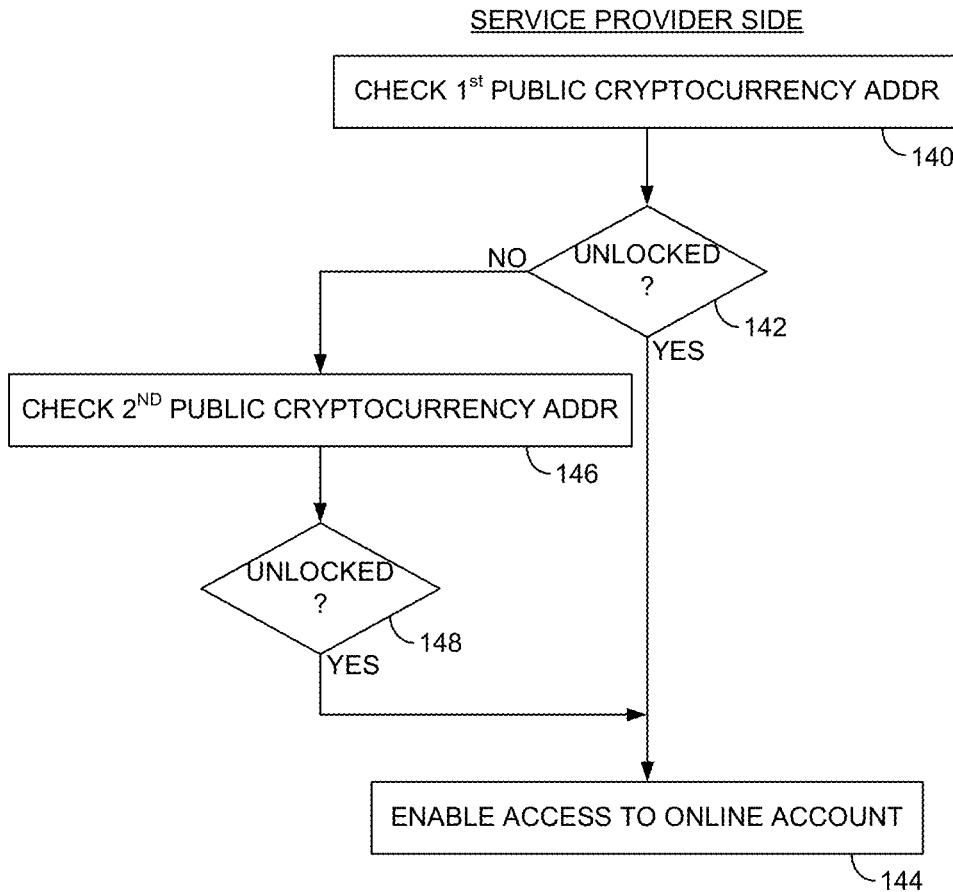 SERVICE PROVIDER SIDE
CHECK 1st PUBLIC CRYPTOCURRENCY ADDR
140
UNLOCKED
?
NO
142
YES
CHECK 2ND PUBLIC CRYPTOCURRENCY ADDR
146
UNLOCKED
?
148
YES
ENABLE ACCESS TO ONLINE ACCOUNT
144